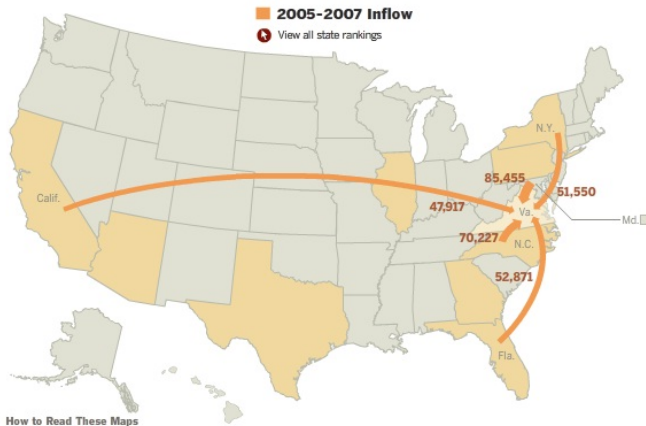 2005-2007 Inflow
View all state rankings
N.Y.
85,455
51,550
Calif.
47,917
Va.
Md.
70,227
N.C.
52,871
Fla.
How to Read These Maps